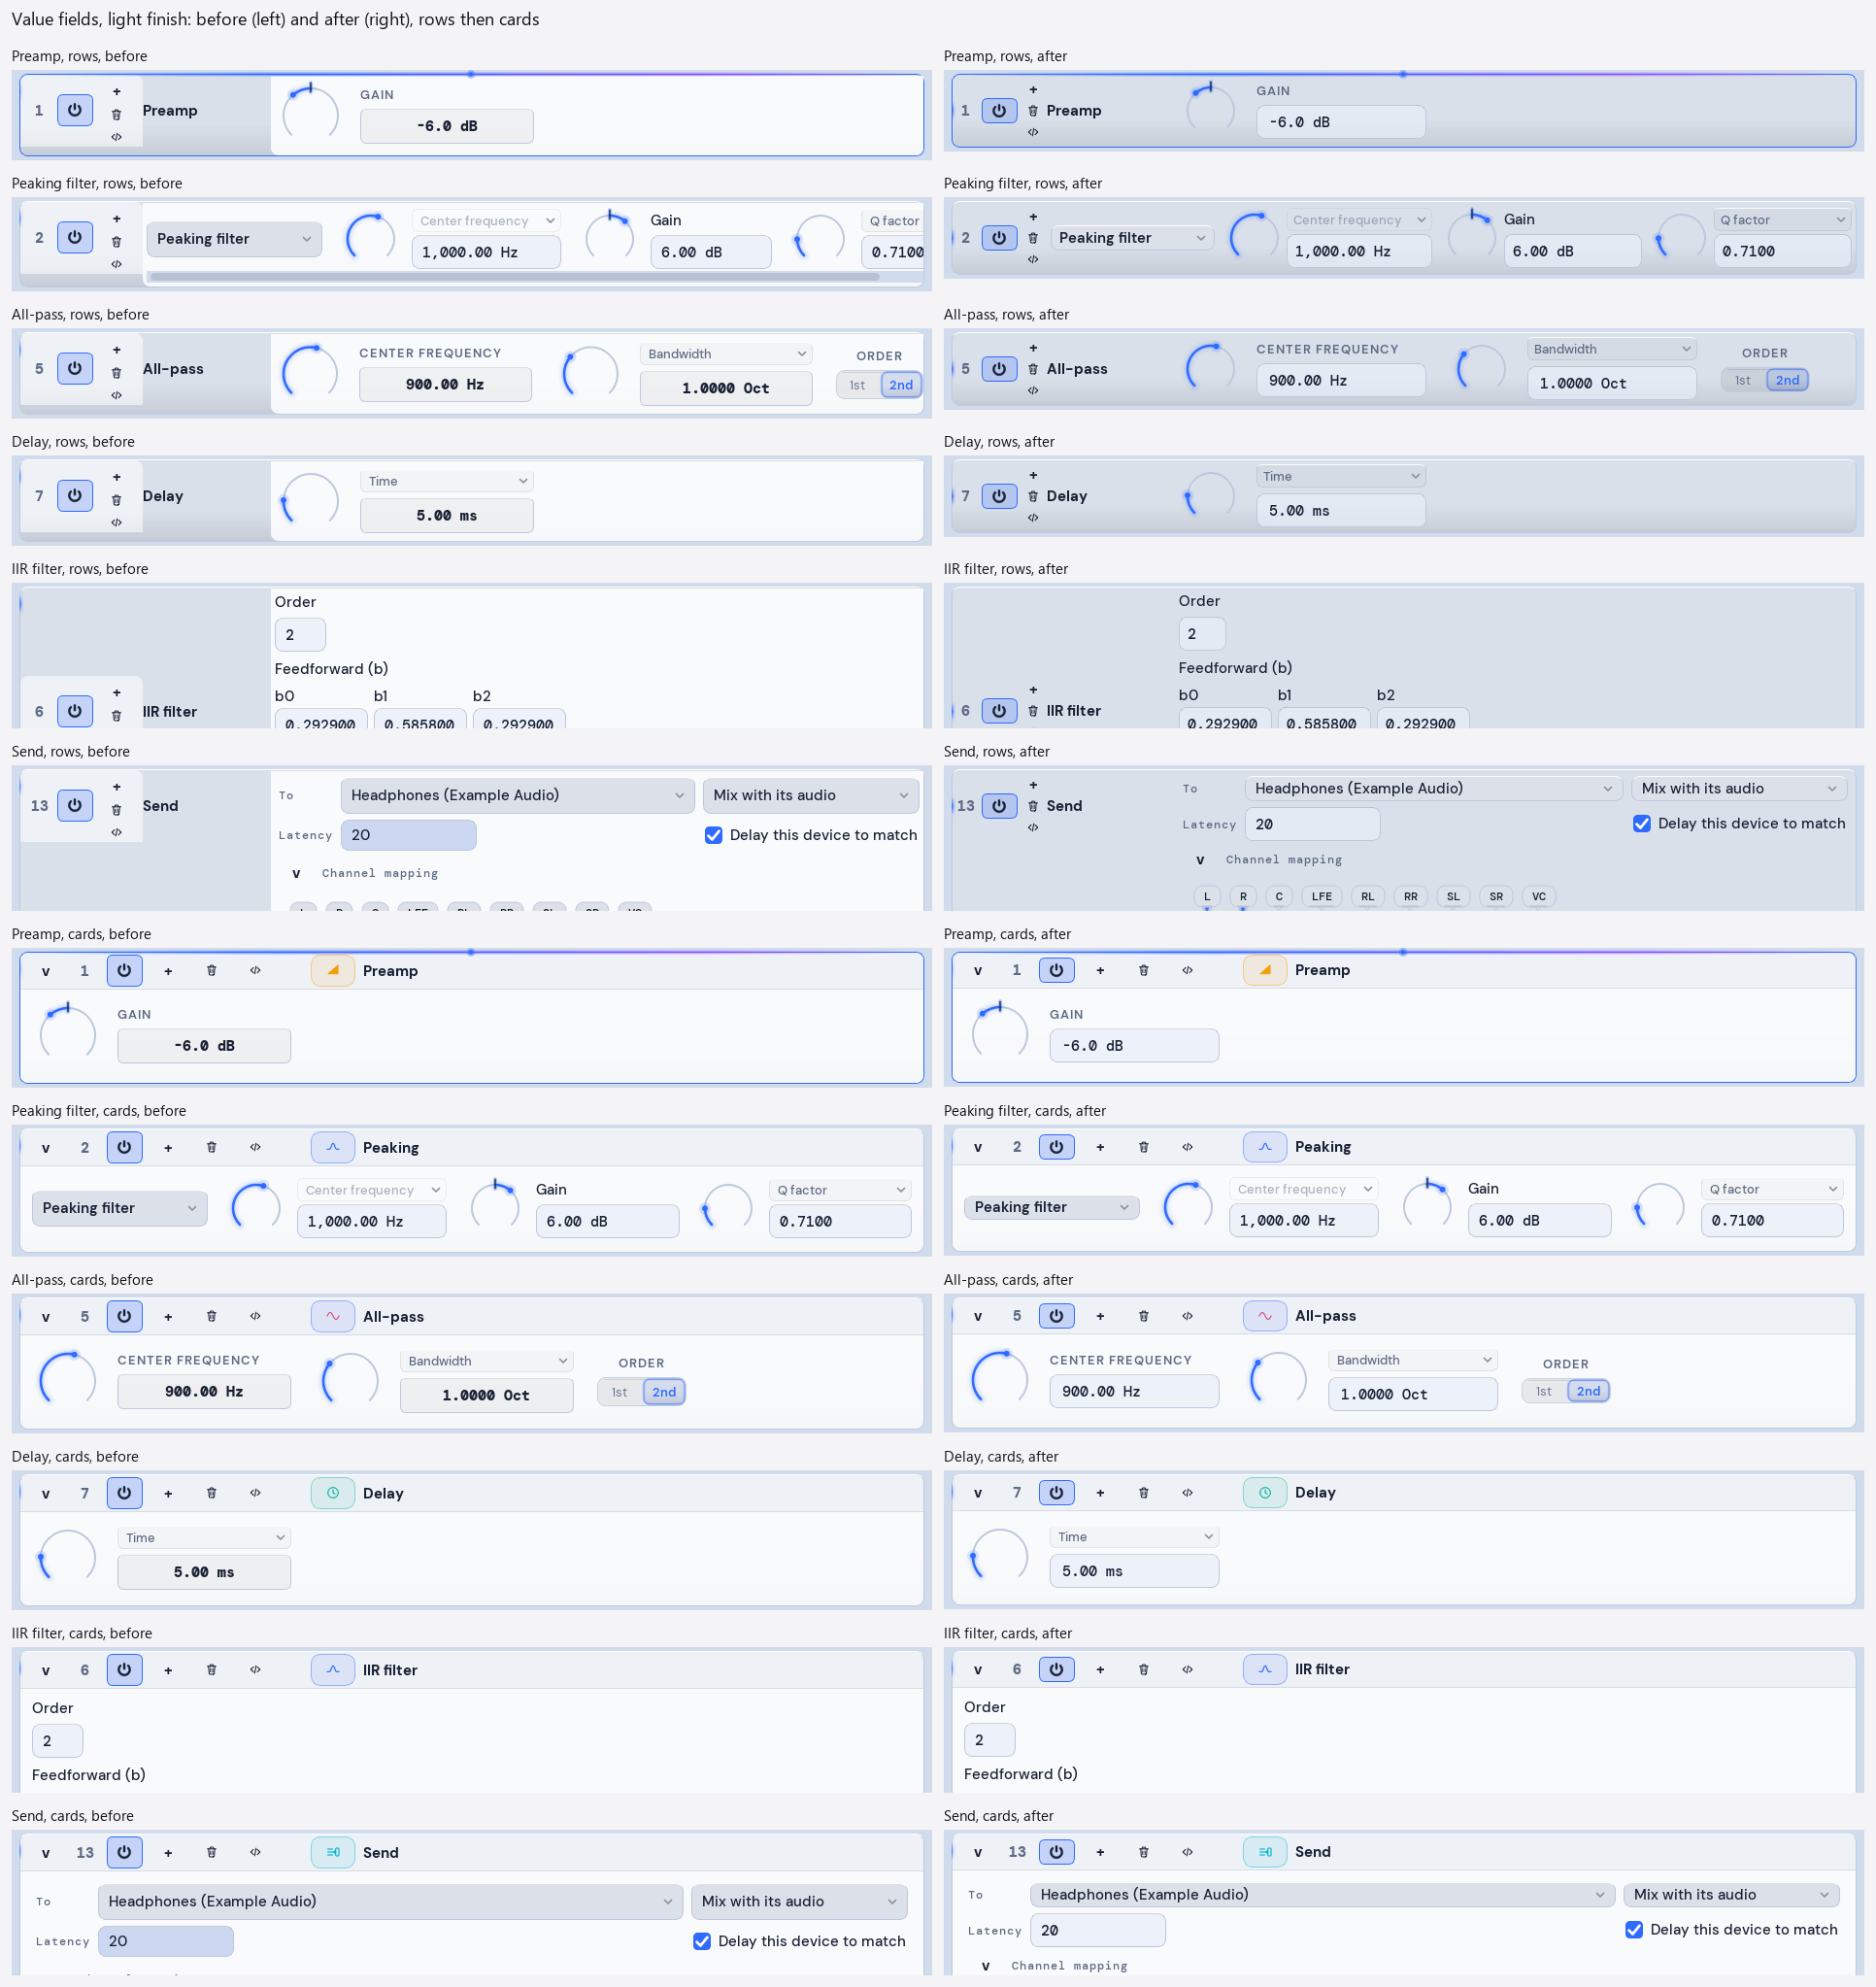 Value fields, light finish: before (left) and after (right), rows then cards
Preamp, rows, before
1 + Preamp GAIN
-6.0 dB
</>
Preamp, rows, after
1 + Preamp GAIN
-6.0 dB
</>
Peaking filter, rows, before
2 + Peaking filter Center frequency Gain Q factor
1,000.00 Hz 6.00 dB 0.7100
</>
Peaking filter, rows, after
2 + Peaking filter Center frequency Gain Q factor
1,000.00 Hz 6.00 dB 0.7100
</>
All-pass, rows, before
5 + All-pass CENTER FREQUENCY Bandwidth ORDER
900.00 Hz 1.0000 Oct 1st 2nd
</>
All-pass, rows, after
5 + All-pass CENTER FREQUENCY Bandwidth ORDER
900.00 Hz 1.0000 Oct 1st 2nd
</>
Delay, rows, before
7 + Delay Time
5.00 ms
</>
Delay, rows, after
7 + Delay Time
5.00 ms
</>
IIR filter, rows, before
Order
2
Feedforward (b)
b0 b1 b2
6 + IIR filter 0.292900 0.585800 0.292900
IIR filter, rows, after
Order
2
Feedforward (b)
b0 b1 b2
6 + IIR filter 0.292900 0.585800 0.292900
Send, rows, before
13 + Send To Headphones (Example Audio) Mix with its audio
</> Latency 20 Delay this device to match
v Channel mapping
Send, rows, after
13 + Send To Headphones (Example Audio) Mix with its audio
</> Latency 20 Delay this device to match
v Channel mapping
L R C LFE RL RR SL SR VC
Preamp, cards, before
v 1 + </> Preamp
GAIN
-6.0 dB
Preamp, cards, after
v 1 + </> Preamp
GAIN
-6.0 dB
Peaking filter, cards, before
v 2 + </> Peaking
Peaking filter Center frequency Gain Q factor
1,000.00 Hz 6.00 dB 0.7100
Peaking filter, cards, after
v 2 + </> Peaking
Peaking filter Center frequency Gain Q factor
1,000.00 Hz 6.00 dB 0.7100
All-pass, cards, before
v 5 + </> All-pass
CENTER FREQUENCY Bandwidth ORDER
900.00 Hz 1.0000 Oct 1st 2nd
All-pass, cards, after
v 5 + </> All-pass
CENTER FREQUENCY Bandwidth ORDER
900.00 Hz 1.0000 Oct 1st 2nd
Delay, cards, before
v 7 + </> Delay
Time
5.00 ms
Delay, cards, after
v 7 + </> Delay
Time
5.00 ms
IIR filter, cards, before
v 6 + </> IIR filter
Order
2
Feedforward (b)
IIR filter, cards, after
v 6 + </> IIR filter
Order
2
Feedforward (b)
Send, cards, before
v 13 + </> Send
To Headphones (Example Audio) Mix with its audio
Latency 20 Delay this device to match
Send, cards, after
v 13 + </> Send
To Headphones (Example Audio) Mix with its audio
Latency 20 Delay this device to match
v Channel mapping